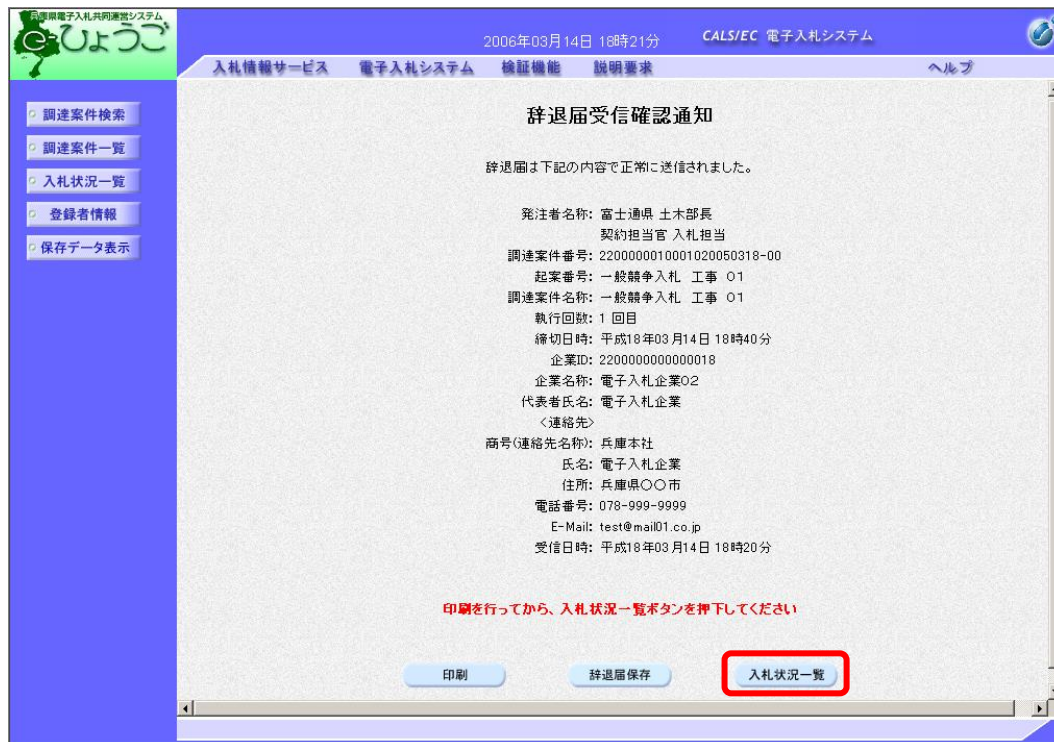 兵庫県電子入札共同運営システム
e-ひょうご
2006年03月14日 18時21分
CALS/EC 電子入札システム
入札情報サービス 電子入札システム 検証機能 説明要求 ヘルプ
調達案件検索
調達案件一覧
入札状況一覧
登録者情報
保存データ表示
辞退届受信確認通知
辞退届は下記の内容で正常に送信されました。
発注者名称: 富士通県 土木部長
契約担当官 入札担当
調達案件番号: 2200000010001020050318-00
起案番号: 一般競争入札 工事 01
調達案件名称: 一般競争入札 工事 01
執行回数: 1 回目
締切日時: 平成18年03月14日 18時40分
企業ID: 2200000000000018
企業名称: 電子入札企業02
代表者氏名: 電子入札企業
<連絡先>
商号(連絡先名称): 兵庫本社
氏名: 電子入札企業
住所: 兵庫県○○市
電話番号: 078-999-9999
E-Mail: test@mail01.co.jp
受信日時: 平成18年03月14日 18時20分
印刷を行ってから、入札状況一覧ボタンを押下してください
印刷 辞退届保存 入札状況一覧